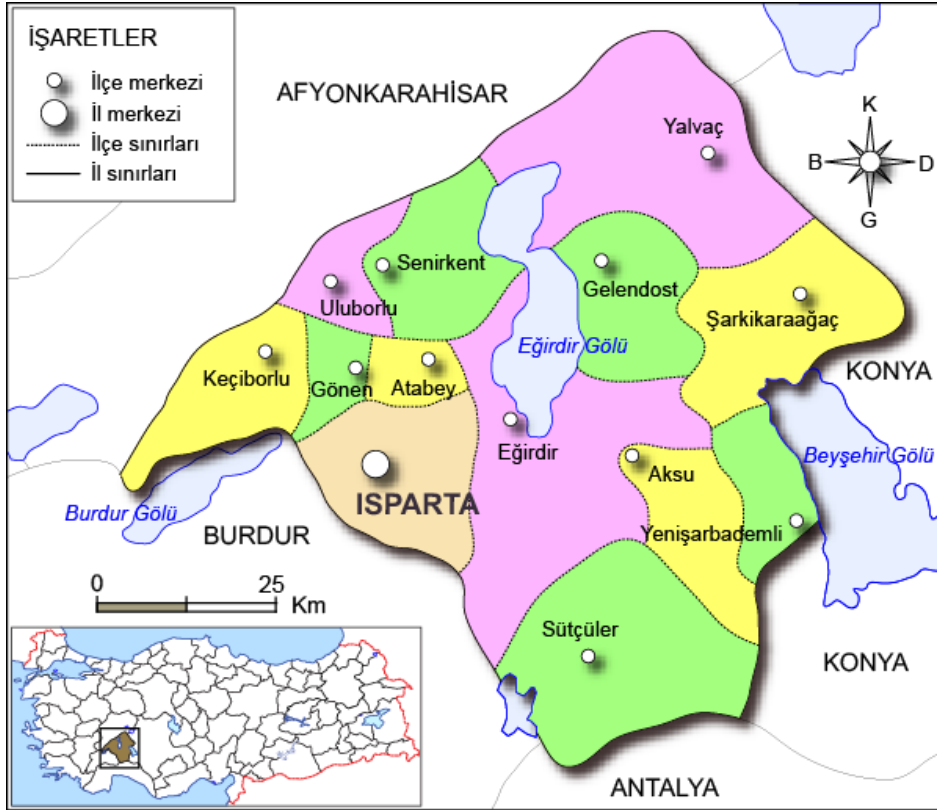 İŞARETLER
İlçe merkezi
İl merkezi
İlçe sınırları
İl sınırları
AFYONKARAHİSAR
K
B
D
G
Yalvaç
Senirkent
Uluborlu
Gelendost
Şarkikaraağaç
Eğirdir Gölü
Keçiborlu
Gönen
Atabey
KONYA
Eğirdir
Aksu
Beyşehir Gölü
ISPARTA
Burdur Gölü
BURDUR
Yenişarbademli
0 25
Km
Sütçüler
KONYA
ANTALYA